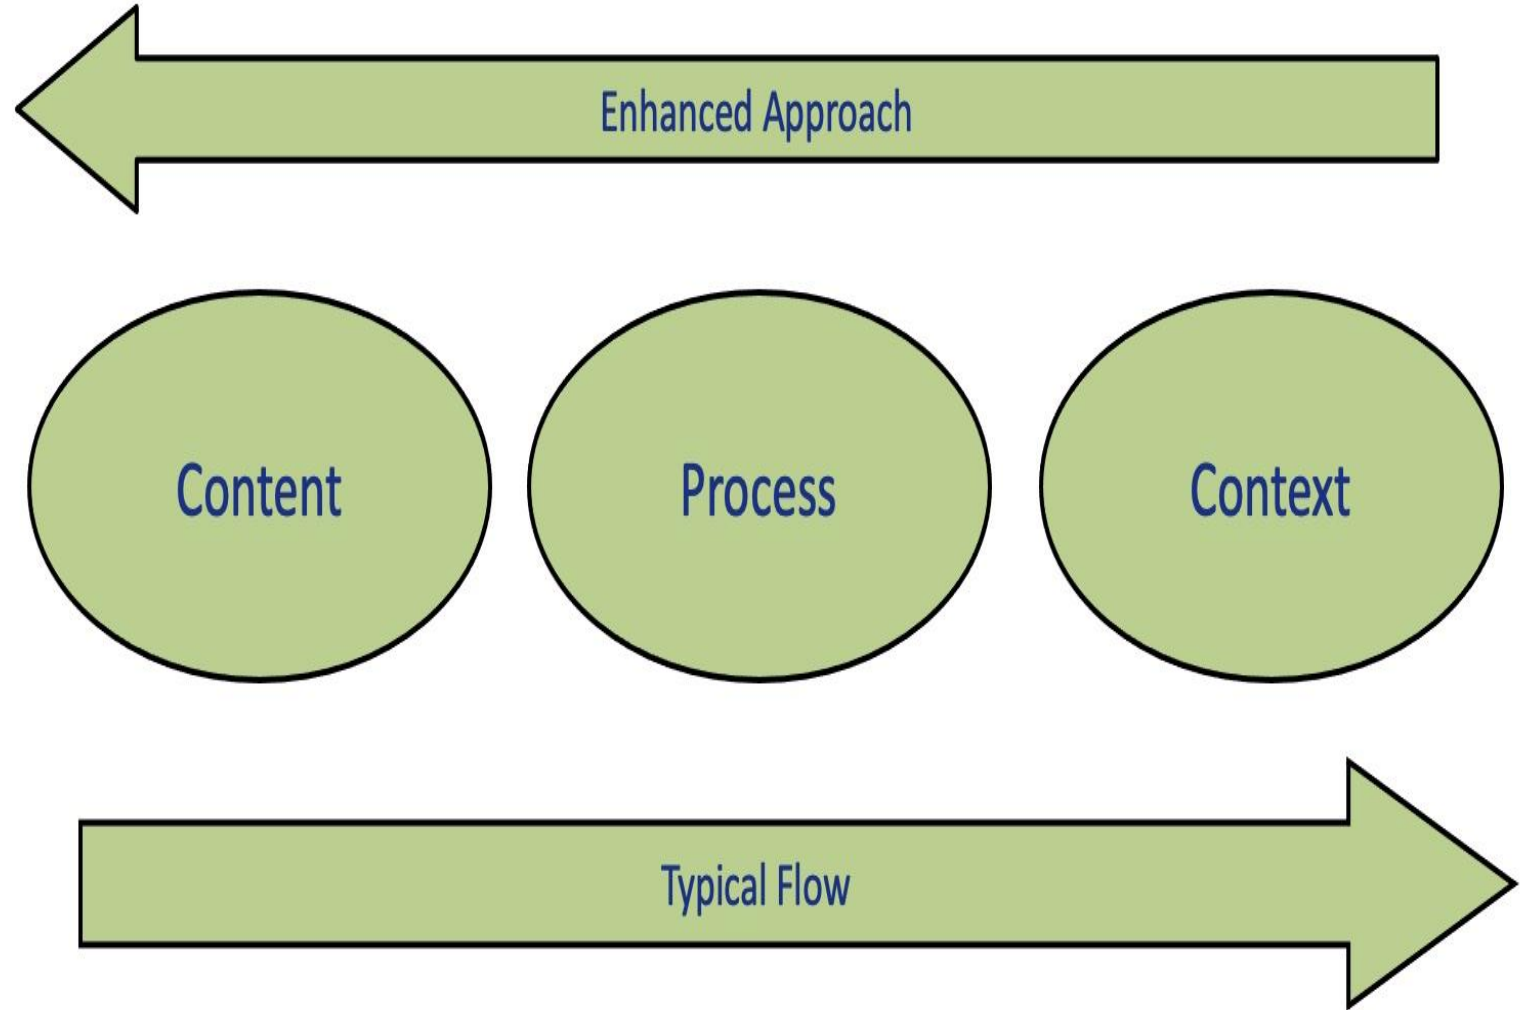 Enhanced Approach
Content
Process
Context
Typical Flow